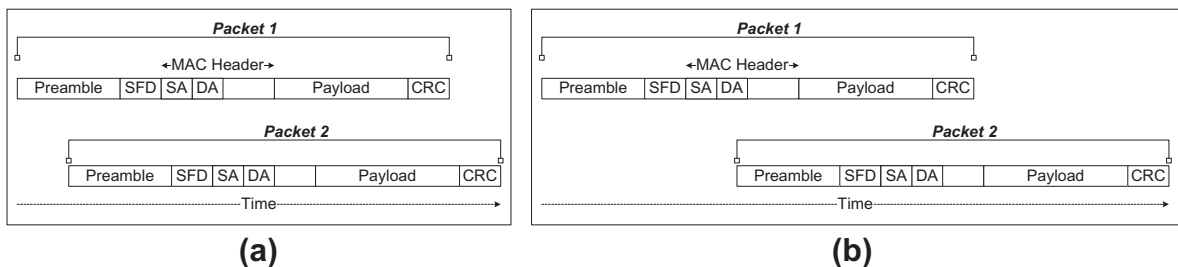 Packet 1
MAC Header
Preamble SFD SA DA Payload CRC
Packet 2
Preamble SFD SA DA Payload CRC
Time
(a)
Packet 1
MAC Header
Preamble SFD SA DA Payload CRC
Packet 2
Preamble SFD SA DA Payload CRC
Time
(b)